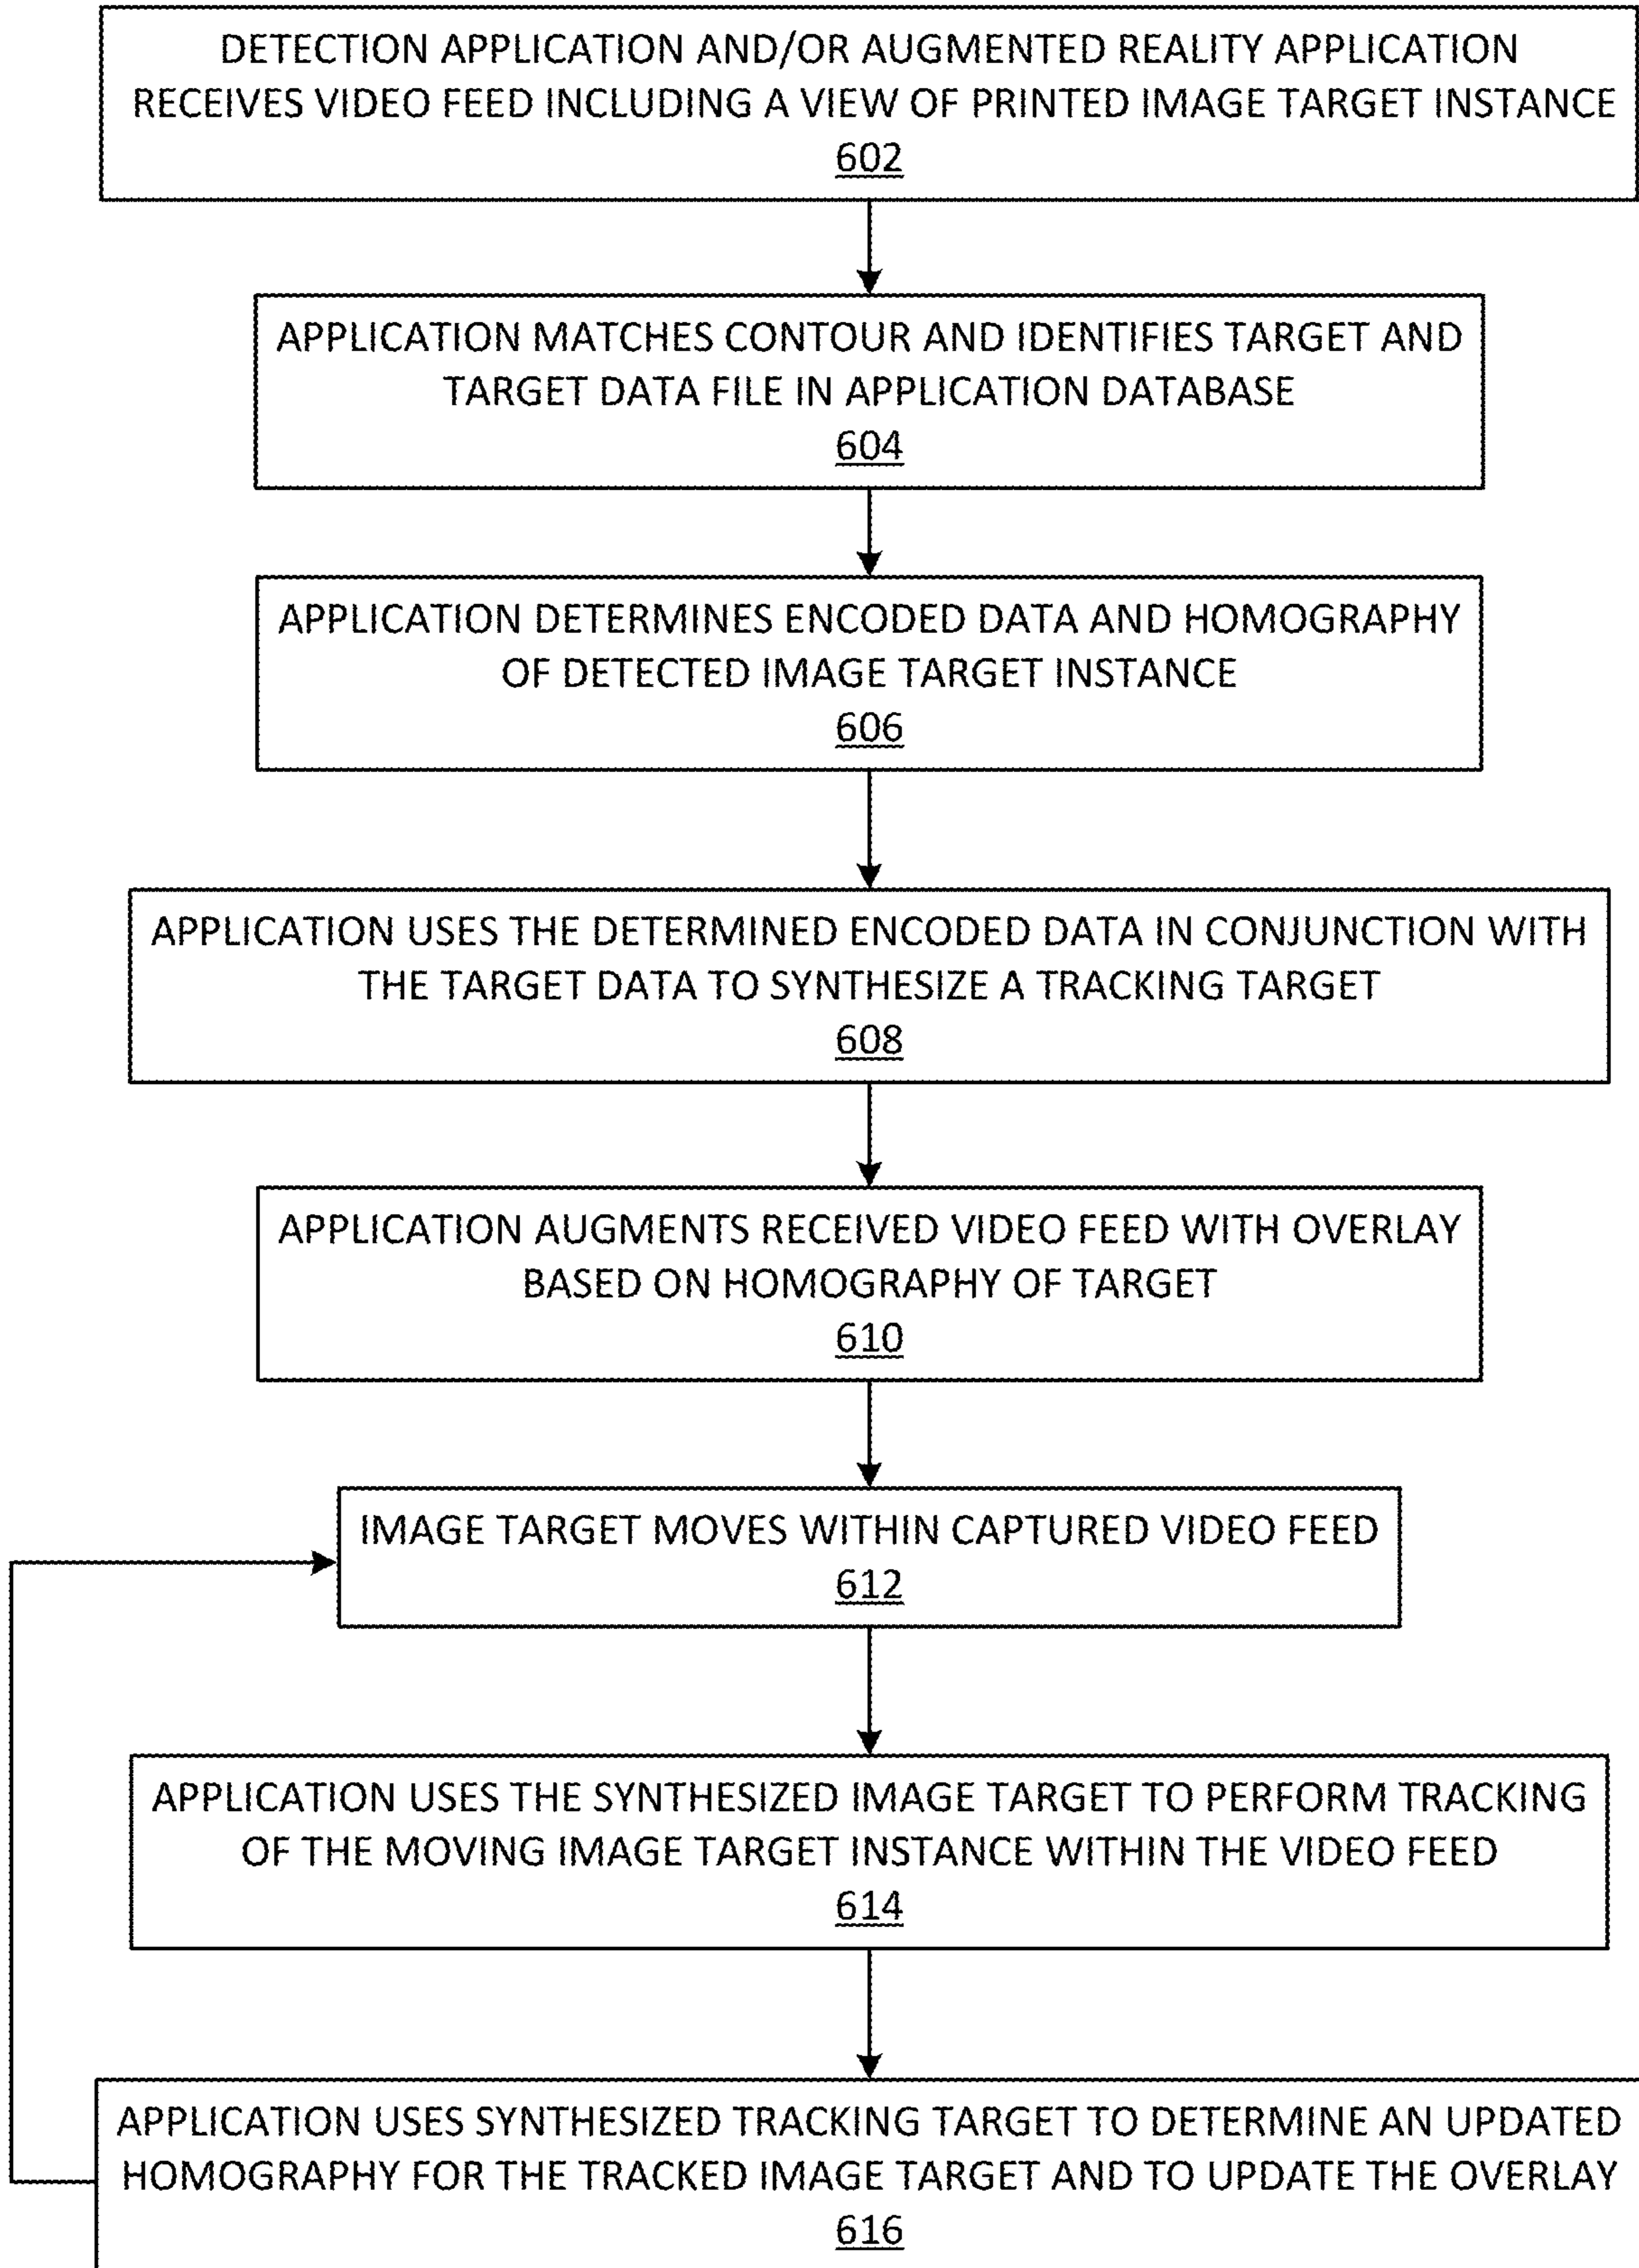 DETECTION APPLICATION AND/OR AUGMENTED REALITY APPLICATION
RECEIVES VIDEO FEED INCLUDING A VIEW OF PRINTED IMAGE TARGET INSTANCE
602
APPLICATION MATCHES CONTOUR AND IDENTIFIES TARGET AND
TARGET DATA FILE IN APPLICATION DATABASE
604
APPLICATION DETERMINES ENCODED DATA AND HOMOGRAPHY
OF DETECTED IMAGE TARGET INSTANCE
606
APPLICATION USES THE DETERMINED ENCODED DATA IN CONJUNCTION WITH
THE TARGET DATA TO SYNTHESIZE A TRACKING TARGET
608
APPLICATION AUGMENTS RECEIVED VIDEO FEED WITH OVERLAY
BASED ON HOMOGRAPHY OF TARGET
610
IMAGE TARGET MOVES WITHIN CAPTURED VIDEO FEED
612
APPLICATION USES THE SYNTHESIZED IMAGE TARGET TO PERFORM TRACKING
OF THE MOVING IMAGE TARGET INSTANCE WITHIN THE VIDEO FEED
614
APPLICATION USES SYNTHESIZED TRACKING TARGET TO DETERMINE AN UPDATED
HOMOGRAPHY FOR THE TRACKED IMAGE TARGET AND TO UPDATE THE OVERLAY
616